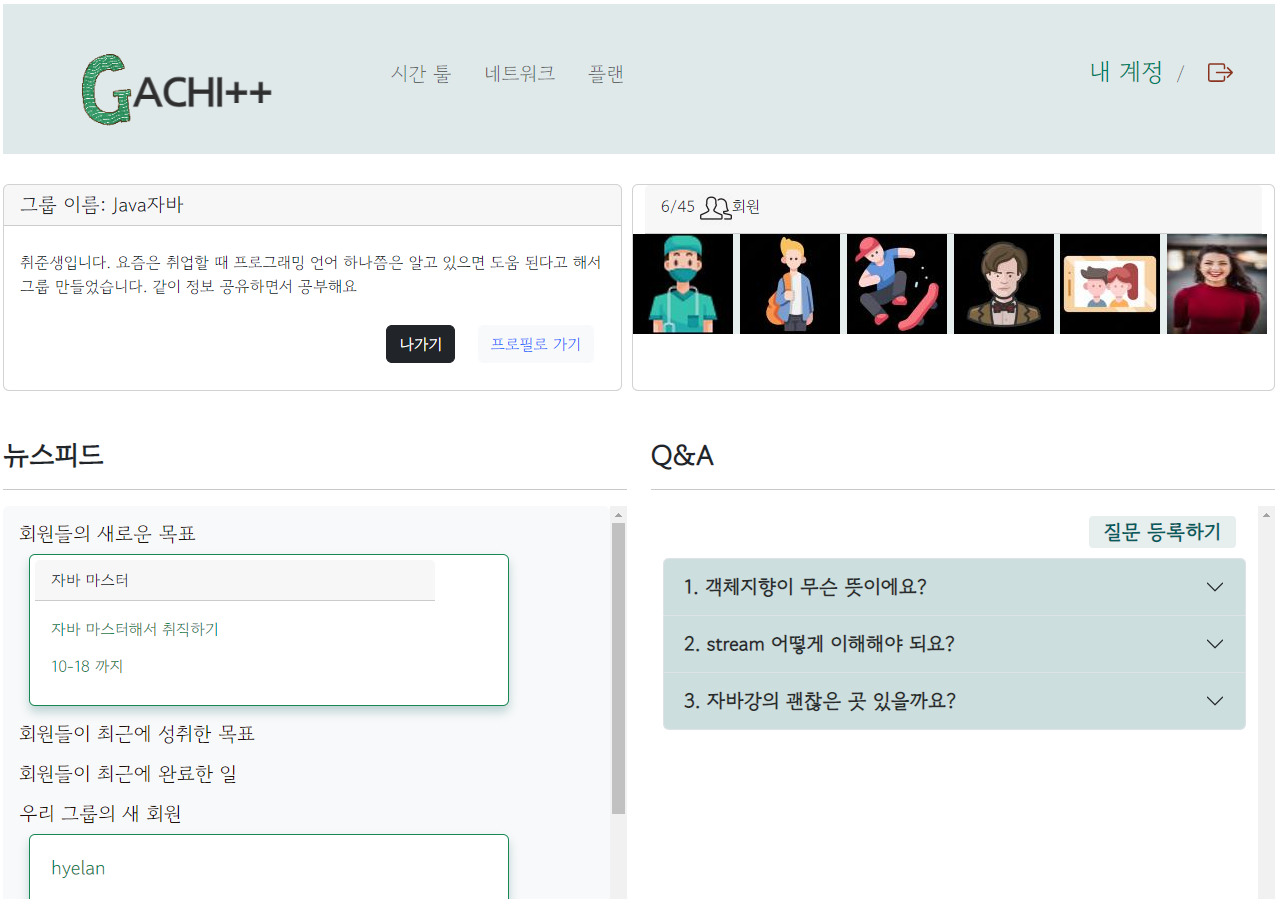 GACHI++
시간 툴 네트워크 플랜
내 계정 /
그룹 이름: Java자바
취준생입니다. 요즘은 취업할 때 프로그래밍 언어 하나쯤은 알고 있으면 도움 된다고 해서
그룹 만들었습니다. 같이 정보 공유하면서 공부해요
나가기 프로필로 가기
6/45 회원
뉴스피드
회원들의 새로운 목표
자바 마스터
자바 마스터해서 취직하기
10-18 까지
회원들이 최근에 성취한 목표
회원들이 최근에 완료한 일
우리 그룹의 새 회원
hyelan
Q&A
질문 등록하기
1. 객체지향이 무슨 뜻이에요?
2. stream 어떻게 이해해야 되요?
3. 자바강의 괜찮은 곳 있을까요?